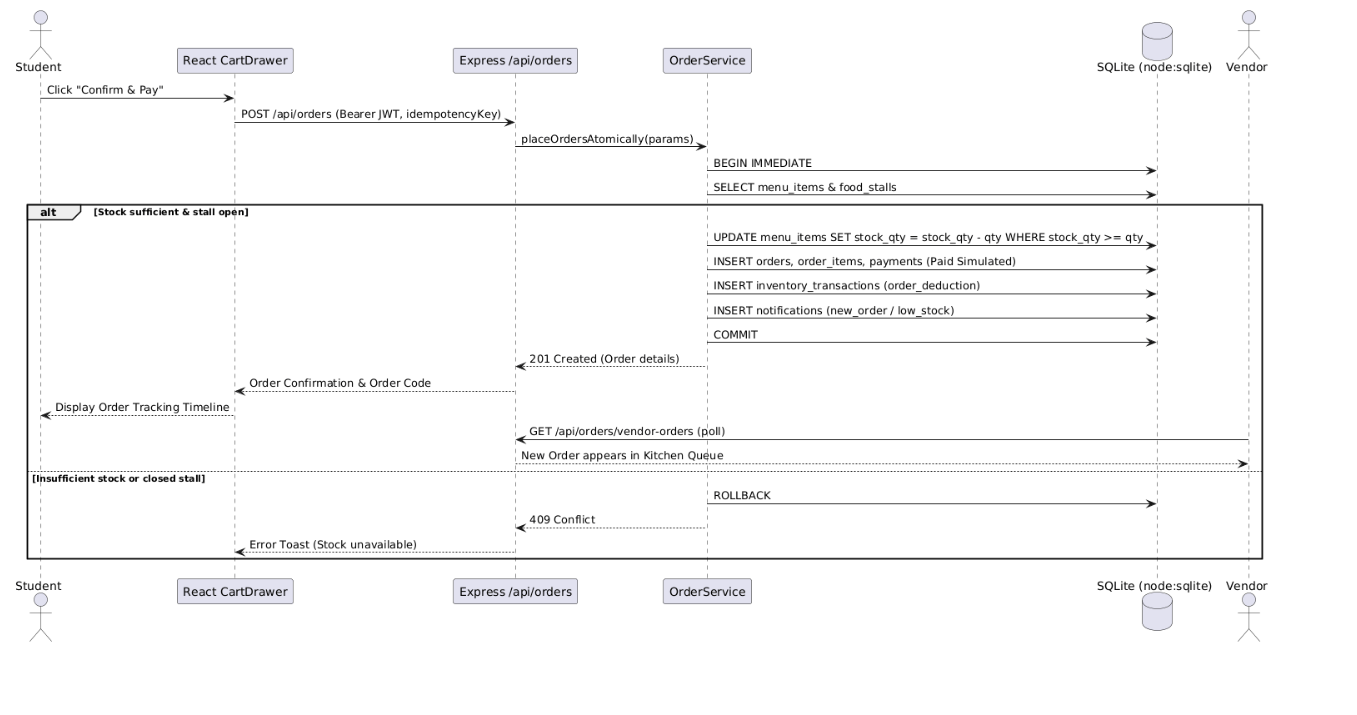 Student
React CartDrawer
Express /api/orders
OrderService
SQLite (node:sqlite)
Vendor
Click "Confirm & Pay"
POST /api/orders (Bearer JWT, idempotencyKey)
placeOrdersAtomically(params)
BEGIN IMMEDIATE
SELECT menu_items & food_stalls
alt
[Stock sufficient & stall open]
UPDATE menu_items SET stock_qty = stock_qty - qty WHERE stock_qty >= qty
INSERT orders, order_items, payments (Paid Simulated)
INSERT inventory_transactions (order_deduction)
INSERT notifications (new_order / low_stock)
COMMIT
201 Created (Order details)
Order Confirmation & Order Code
Display Order Tracking Timeline
GET /api/orders/vendor-orders (poll)
New Order appears in Kitchen Queue
[Insufficient stock or closed stall]
ROLLBACK
409 Conflict
Error Toast (Stock unavailable)
Student
React CartDrawer
Express /api/orders
OrderService
SQLite (node:sqlite)
Vendor